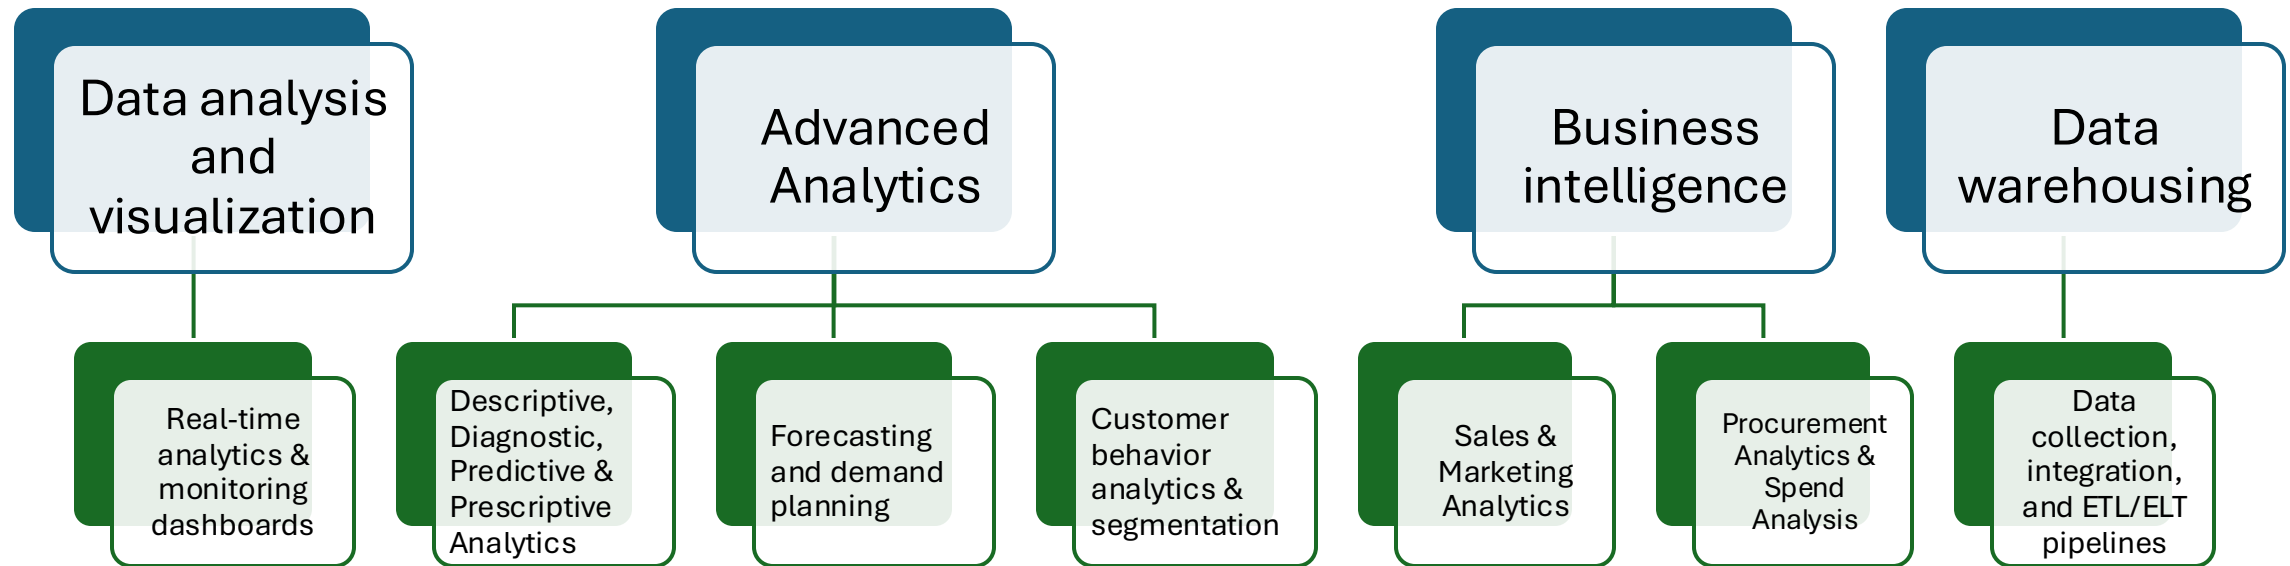 Data analysis
and
visualization
Advanced
Analytics
Business
intelligence
Data
warehousing
Real-time
analytics &
monitoring
dashboards
Descriptive,
Diagnostic,
Predictive &
Prescriptive
Analytics
Forecasting
and demand
planning
Customer
behavior
analytics &
segmentation
Sales &
Marketing
Analytics
Procurement
Analytics &
Spend
Analysis
Data
collection,
integration,
and ETL/ELT
pipelines